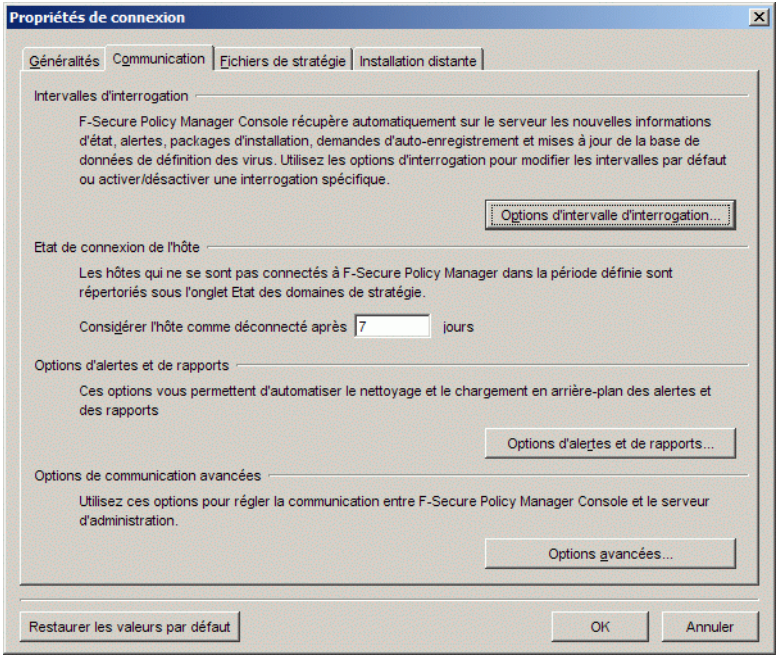 Propriétés de connexion
Généralités
Communication
Fichiers de stratégie
Installation distante
Intervalles d'interrogation
F-Secure Policy Manager Console récupère automatiquement sur le serveur les nouvelles informations
d'état, alertes, packages d'installation, demandes d'auto-enregistrement et mises à jour de la base de
données de définition des virus. Utilisez les options d'interrogation pour modifier les intervalles par défaut
ou activer/désactiver une interrogation spécifique.
Options d'intervalle d'interrogation...
Etat de connexion de l'hôte
Les hôtes qui ne se sont pas connectés à F-Secure Policy Manager dans la période définie sont
répertoriés sous l'onglet Etat des domaines de stratégie.
Considérer l'hôte comme déconnecté après 7 jours
Options d'alertes et de rapports
Ces options vous permettent d'automatiser le nettoyage et le chargement en arrière-plan des alertes et
des rapports
Options d'alertes et de rapports...
Options de communication avancées
Utilisez ces options pour régler la communication entre F-Secure Policy Manager Console et le serveur
d'administration.
Options avancées...
Restaurer les valeurs par défaut
OK
Annuler